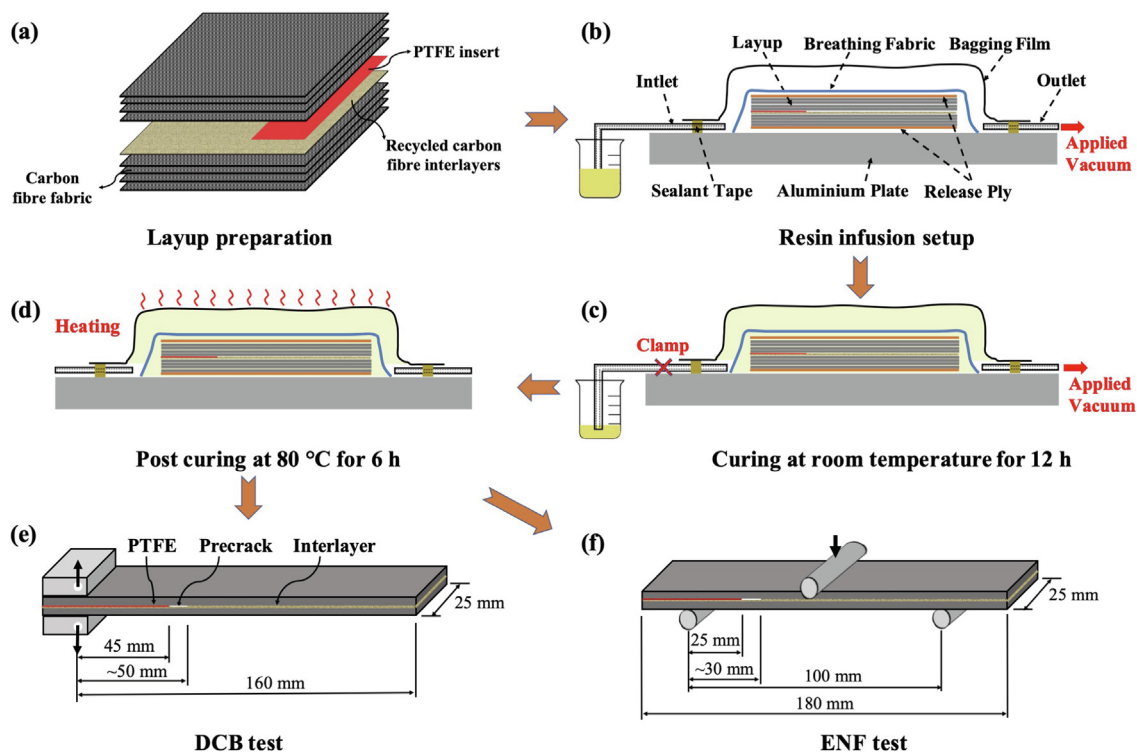 (a)
PTFE insert
Recycled carbon
fibre interlayers
Carbon
fibre fabric
Layup preparation
(b)
Layup
Breathing Fabric
Bagging Film
Intlet
Outlet
Applied
Vacuum
Sealant Tape
Aluminium Plate
Release Ply
Resin infusion setup
(d)
Heating
Post curing at 80 °C for 6 h
(c)
Clamp
Applied
Vacuum
Curing at room temperature for 12 h
(e)
PTFE
Precrack
Interlayer
25 mm
45 mm
~50 mm
160 mm
DCB test
(f)
25 mm
25 mm
~30 mm
100 mm
180 mm
ENF test